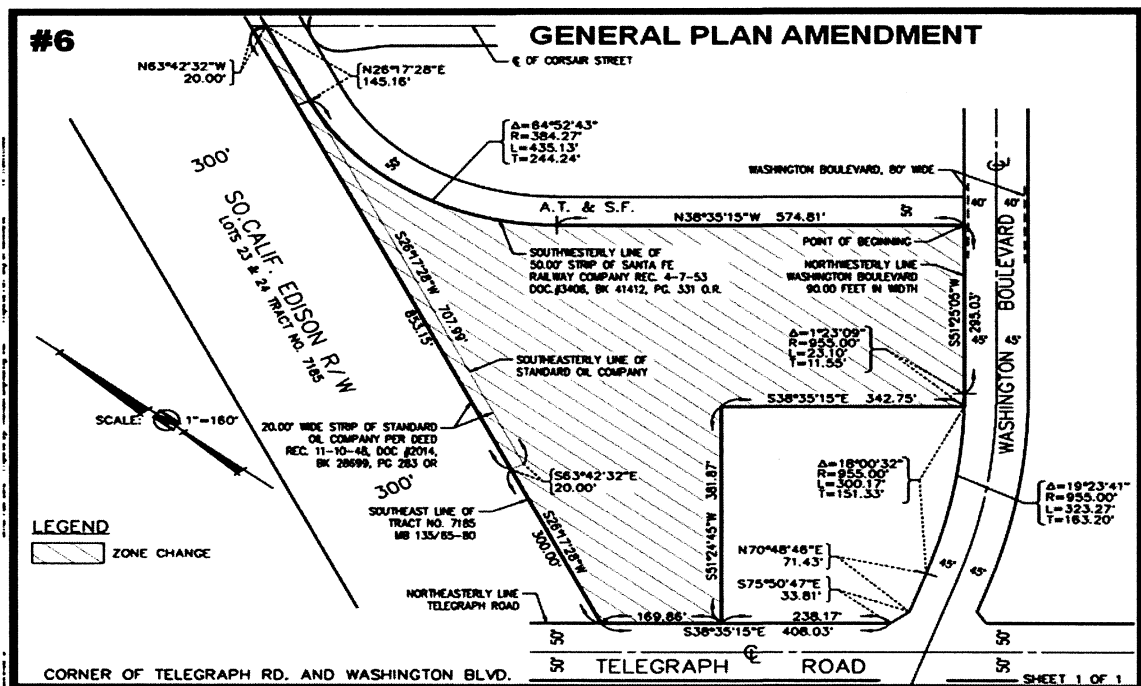 #6
GENERAL PLAN AMENDMENT
N63°42'32"W
20.00'
N26°17'28"E
145.16'
℄ OF CORSAIR STREET
Δ=64°52'43"
R=384.27'
L=435.13'
T=244.24'
WASHINGTON BOULEVARD, 80' WIDE
℄
300'
SO.CALIF. EDISON R/W
LOTS 23 & 24 TRACT NO. 7185
A.T. & S.F.
N38°35'15"W 574.81'
50'
40'
40'
POINT OF BEGINNING
SOUTHWESTERLY LINE OF
50.00' STRIP OF SANTA FE
RAILWAY COMPANY REC. 4-7-53
DOC.#3406, BK 41412, PG. 331 O.R.
NORTHWESTERLY LINE
WASHINGTON BOULEVARD
90.00 FEET IN WIDTH
S51°25'05"W
295.03'
WASHINGTON BOULEVARD
S26°17'28"W 707.99'
853.15'
Δ=1°23'09"
R=955.00'
L=23.10'
T=11.55'
45'
45'
SOUTHEASTERLY LINE OF
STANDARD OIL COMPANY
SCALE: 1"=160'
S38°35'15"E 342.75'
20.00' WIDE STRIP OF STANDARD
OIL COMPANY PER DEED
REC. 11-10-48, DOC #2014,
BK 28699, PG 283 OR
S63°42'32"E
20.00'
S51°24'45"W 381.87'
Δ=18°00'32"
R=955.00'
L=300.17'
T=151.33'
Δ=19°23'41"
R=955.00'
L=323.27'
T=163.20'
300'
SOUTHEAST LINE OF
TRACT NO. 7185
MB 135/65-80
S26°17'28"W
300.00'
LEGEND
ZONE CHANGE
N70°48'46"E
71.43'
S75°50'47"E
33.81'
45'
45'
NORTHEASTERLY LINE
TELEGRAPH ROAD
169.86'
238.17'
S38°35'15"E 408.03'
50'
50'
50'
50'
TELEGRAPH ℄ ROAD
CORNER OF TELEGRAPH RD. AND WASHINGTON BLVD.
SHEET 1 OF 1